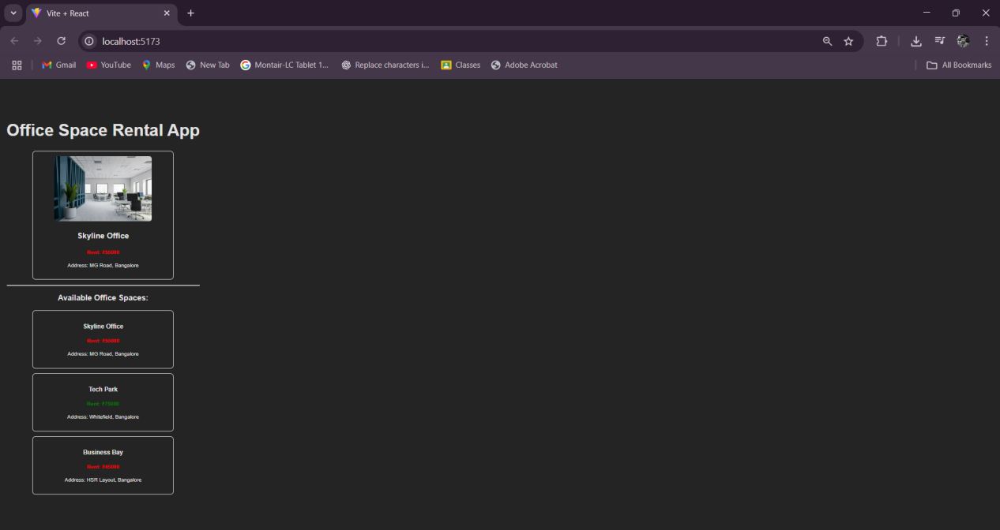 Vite + React
localhost:5173
Gmail
YouTube
Maps
New Tab
Montair-LC Tablet 1...
Replace characters i...
Classes
Adobe Acrobat
All Bookmarks
Office Space Rental App
Skyline Office
Rent: ₹55000
Address: MG Road, Bangalore
Available Office Spaces:
Skyline Office
Rent: ₹55000
Address: MG Road, Bangalore
Tech Park
Rent: ₹75000
Address: Whitefield, Bangalore
Business Bay
Rent: ₹45000
Address: HSR Layout, Bangalore